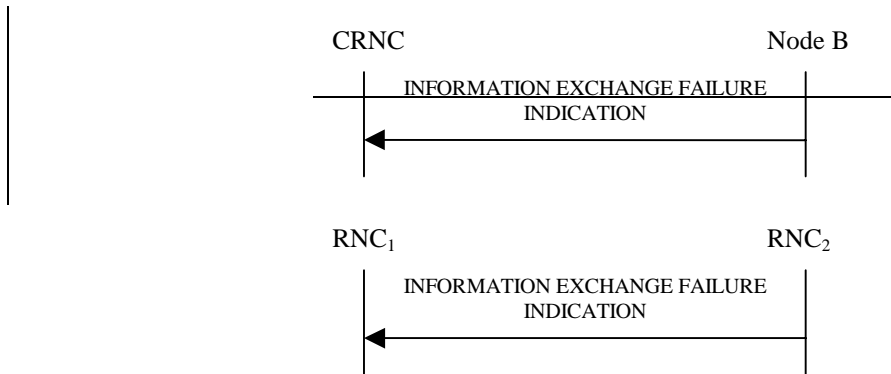 CRNC Node B
INFORMATION EXCHANGE FAILURE
INDICATION
RNC₁ RNC₂
INFORMATION EXCHANGE FAILURE
INDICATION